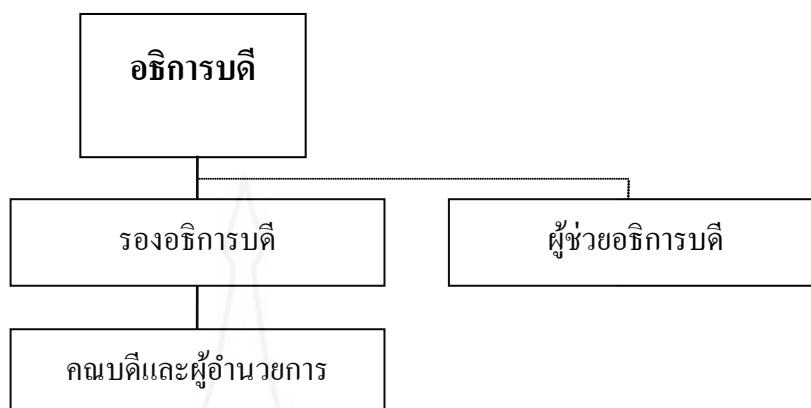 อธิการบดี
รองอธิการบดี
ผู้ช่วยอธิการบดี
คณบดีและผู้อำนวยการ